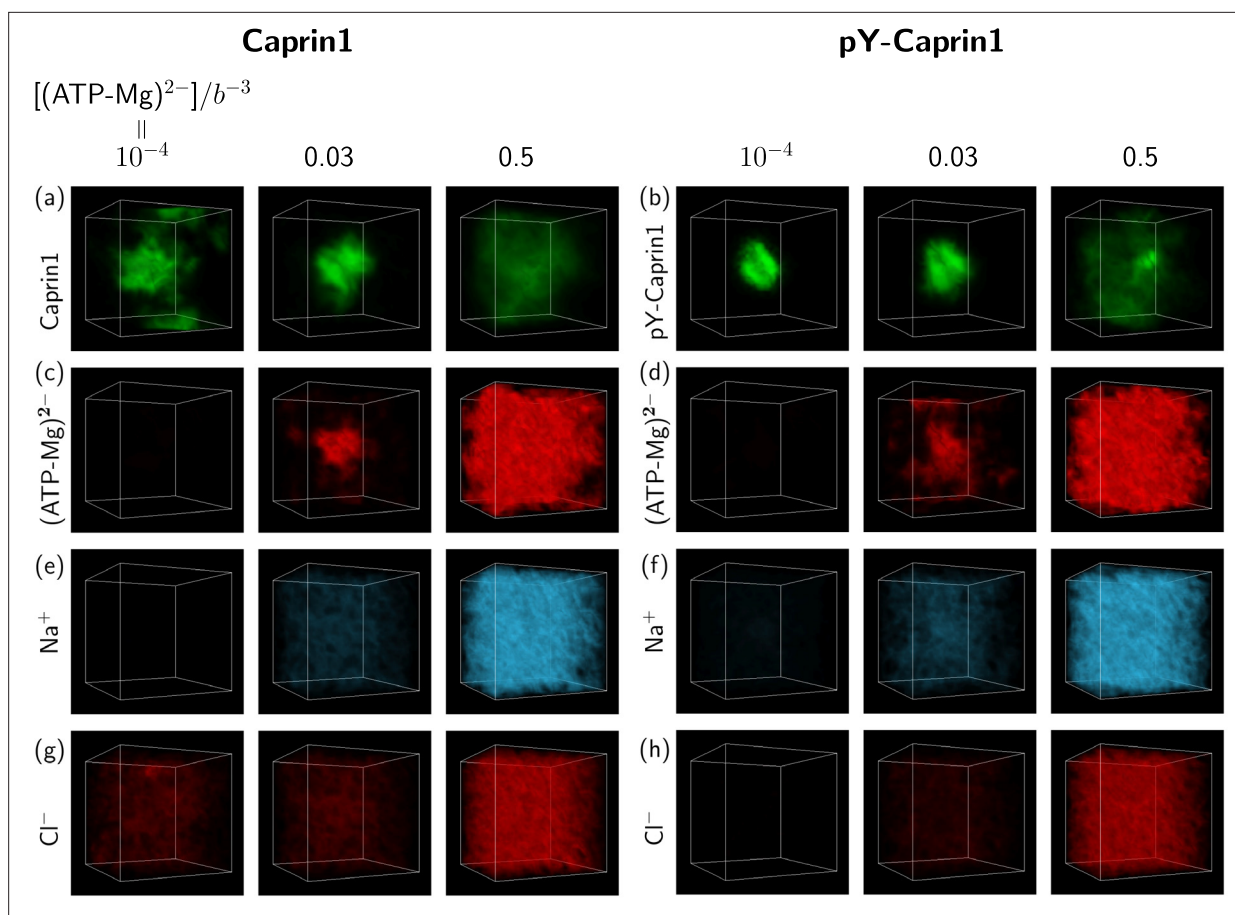 Caprin1 pY-Caprin1
[(ATP-Mg)²⁻]/b⁻³
=
10⁻⁴ 0.03 0.5 10⁻⁴ 0.03 0.5
(a) Caprin1
(b) pY-Caprin1
(c) (ATP-Mg)²⁻
(d) (ATP-Mg)²⁻
(e) Na⁺
(f) Na⁺
(g) Cl⁻
(h) Cl⁻